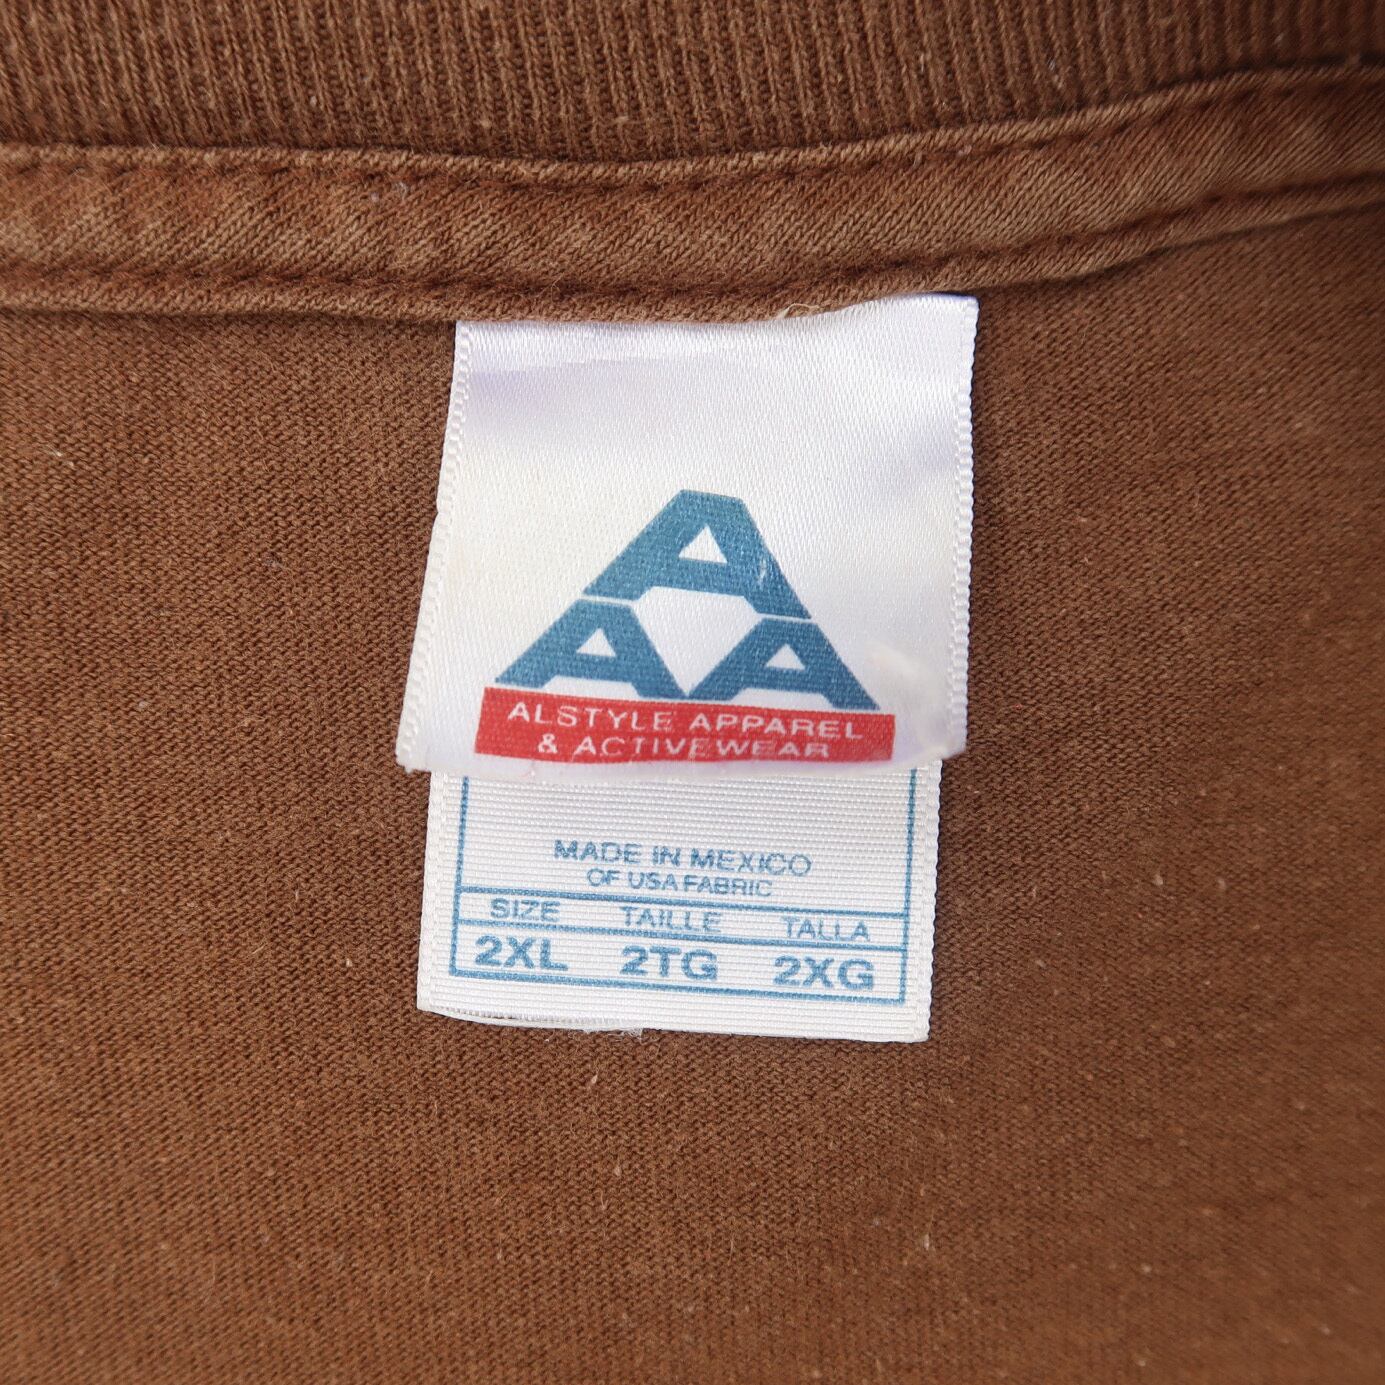 A
A A
ALSTYLE APPAREL
& ACTIVEWEAR
MADE IN MEXICO
OF USA FABRIC
SIZE TAILLE TALLA
2XL 2TG 2XG